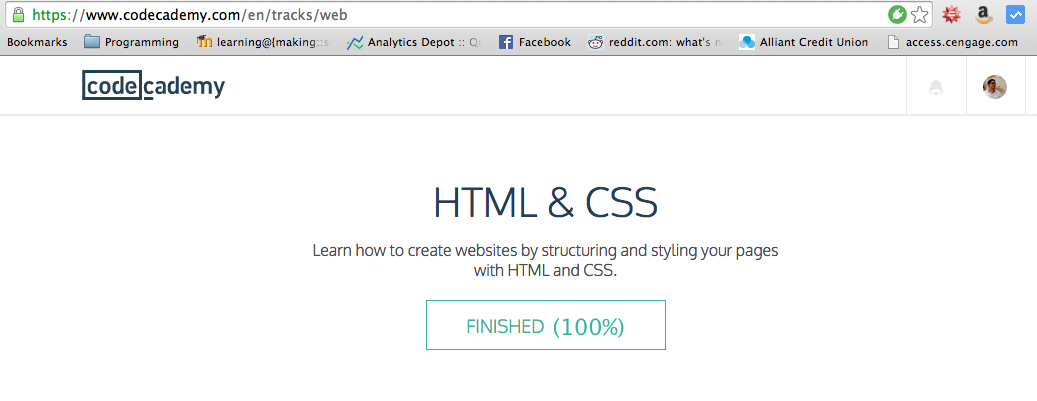 https://www.codecademy.com/en/tracks/web
Bookmarks Programming learning@{making::s Analytics Depot :: Qu Facebook reddit.com: what's n Alliant Credit Union access.cengage.com
codecademy
HTML & CSS
Learn how to create websites by structuring and styling your pages
with HTML and CSS.
FINISHED (100%)